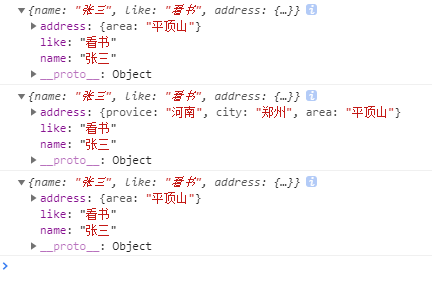 ▼{name: "张三", like: "看书", address: {…}} i
▶address: {area: "平顶山"}
like: "看书"
name: "张三"
▶__proto__: Object
▼{name: "张三", like: "看书", address: {…}} i
▶address: {provice: "河南", city: "郑州", area: "平顶山"}
like: "看书"
name: "张三"
▶__proto__: Object
▼{name: "张三", like: "看书", address: {…}} i
▶address: {area: "平顶山"}
like: "看书"
name: "张三"
▶__proto__: Object
>